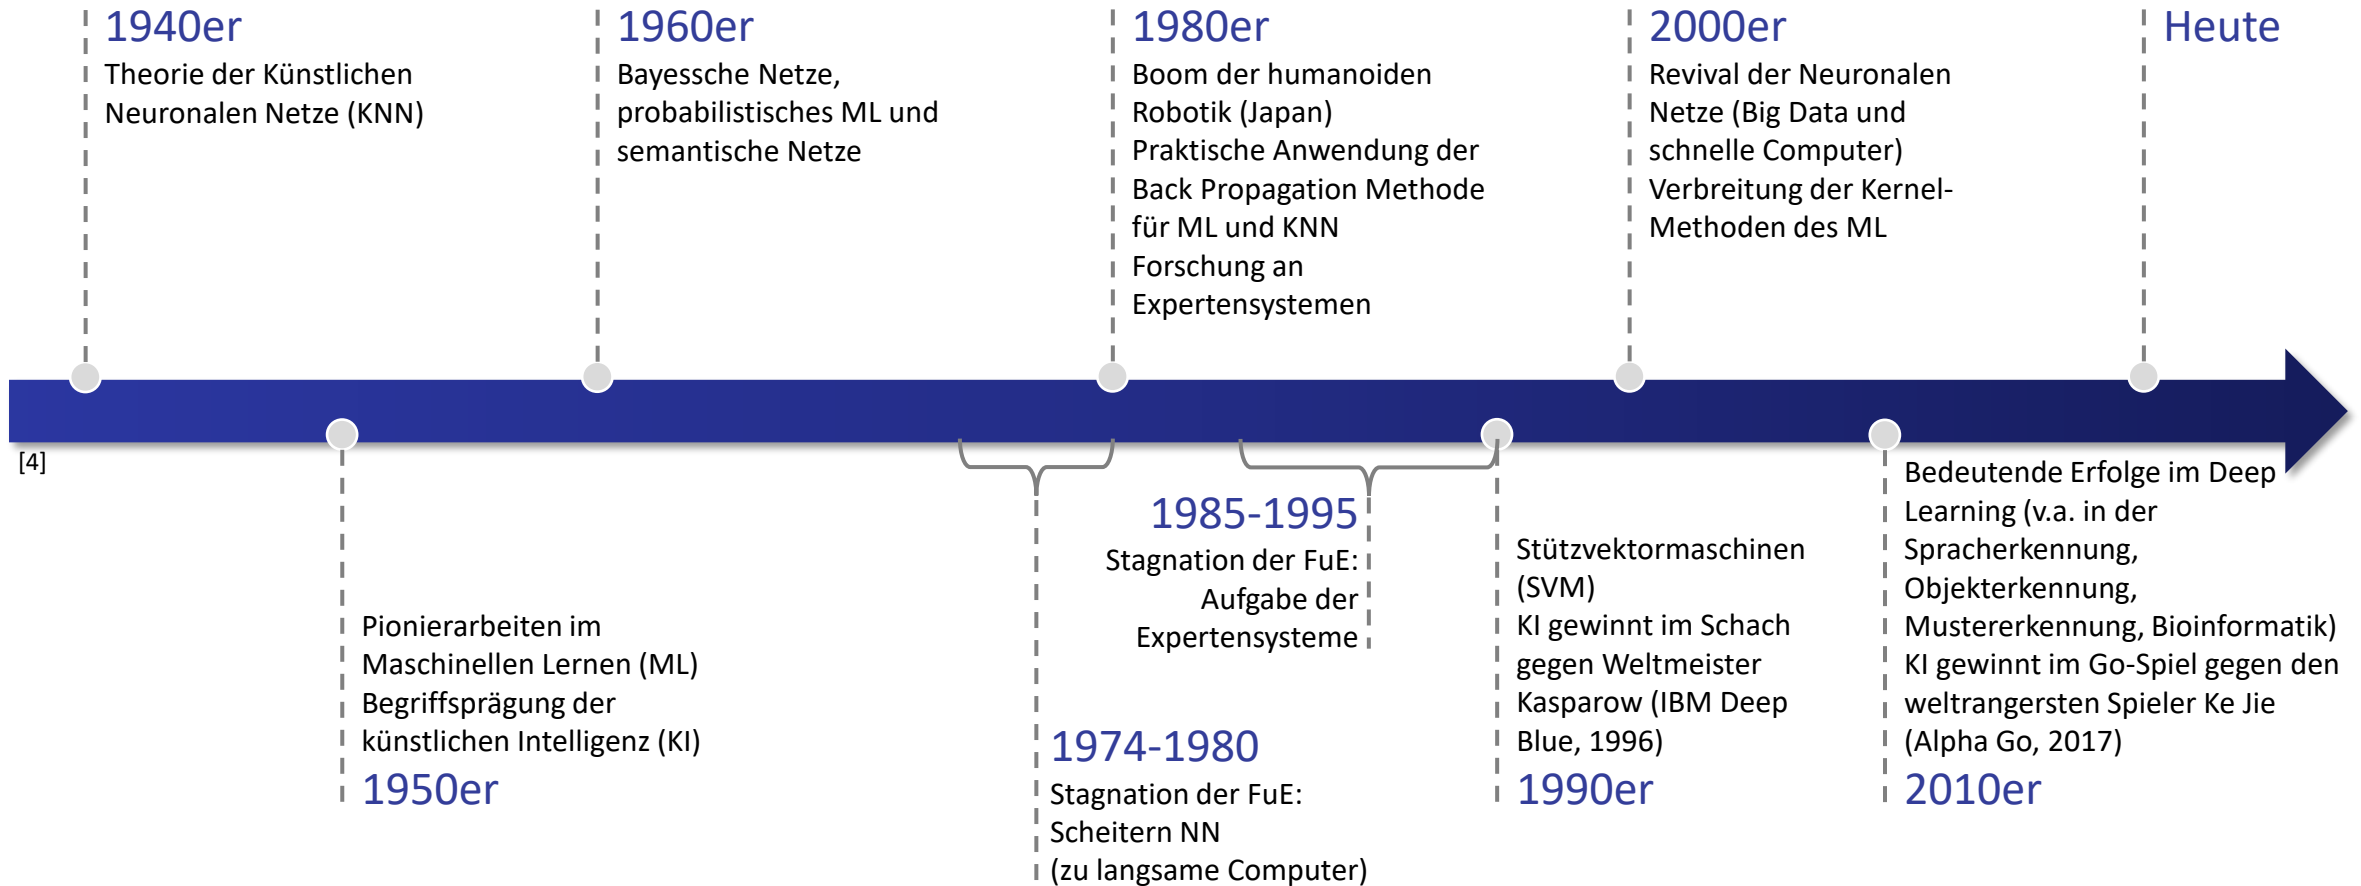 1940er
Theorie der Künstlichen
Neuronalen Netze (KNN)
1960er
Bayessche Netze,
probabilistisches ML und
semantische Netze
1980er
Boom der humanoiden
Robotik (Japan)
Praktische Anwendung der
Back Propagation Methode
für ML und KNN
Forschung an
Expertensystemen
2000er
Revival der Neuronalen
Netze (Big Data und
schnelle Computer)
Verbreitung der Kernel-
Methoden des ML
Heute
[4]
Pionierarbeiten im
Maschinellen Lernen (ML)
Begriffsprägung der
künstlichen Intelligenz (KI)
1950er
1974-1980
Stagnation der FuE:
Scheitern NN
(zu langsame Computer)
1985-1995
Stagnation der FuE:
Aufgabe der
Expertensysteme
Stützvektormaschinen
(SVM)
KI gewinnt im Schach
gegen Weltmeister
Kasparow (IBM Deep
Blue, 1996)
1990er
Bedeutende Erfolge im Deep
Learning (v.a. in der
Spracherkennung,
Objekterkennung,
Mustererkennung, Bioinformatik)
KI gewinnt im Go-Spiel gegen den
weltrangersten Spieler Ke Jie
(Alpha Go, 2017)
2010er